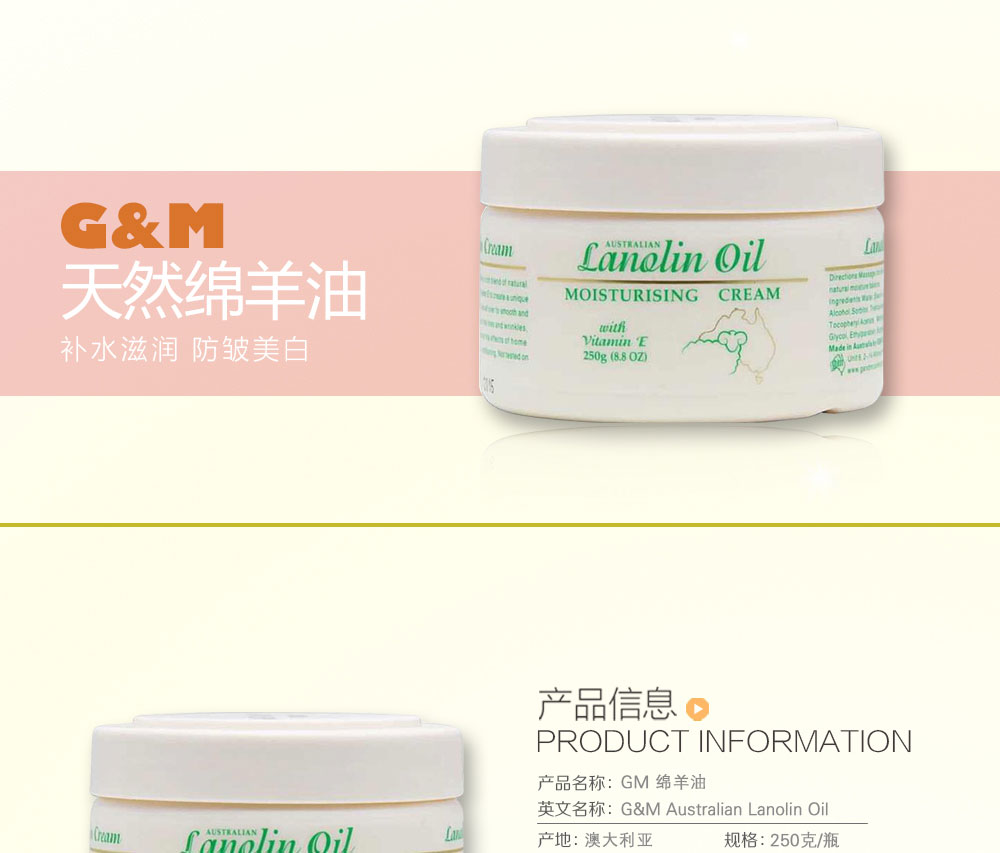 G&M
天然绵羊油
补水滋润 防皱美白
Cream
AUSTRALIAN
Lanolin Oil
MOISTURISING CREAM
with
Vitamin E
250g (8.8 OZ)
产品信息
PRODUCT INFORMATION
产品名称: GM 绵羊油
英文名称: G&M Australian Lanolin Oil
产地: 澳大利亚 规格: 250克/瓶
Cream
AUSTRALIAN
Lanolin Oil